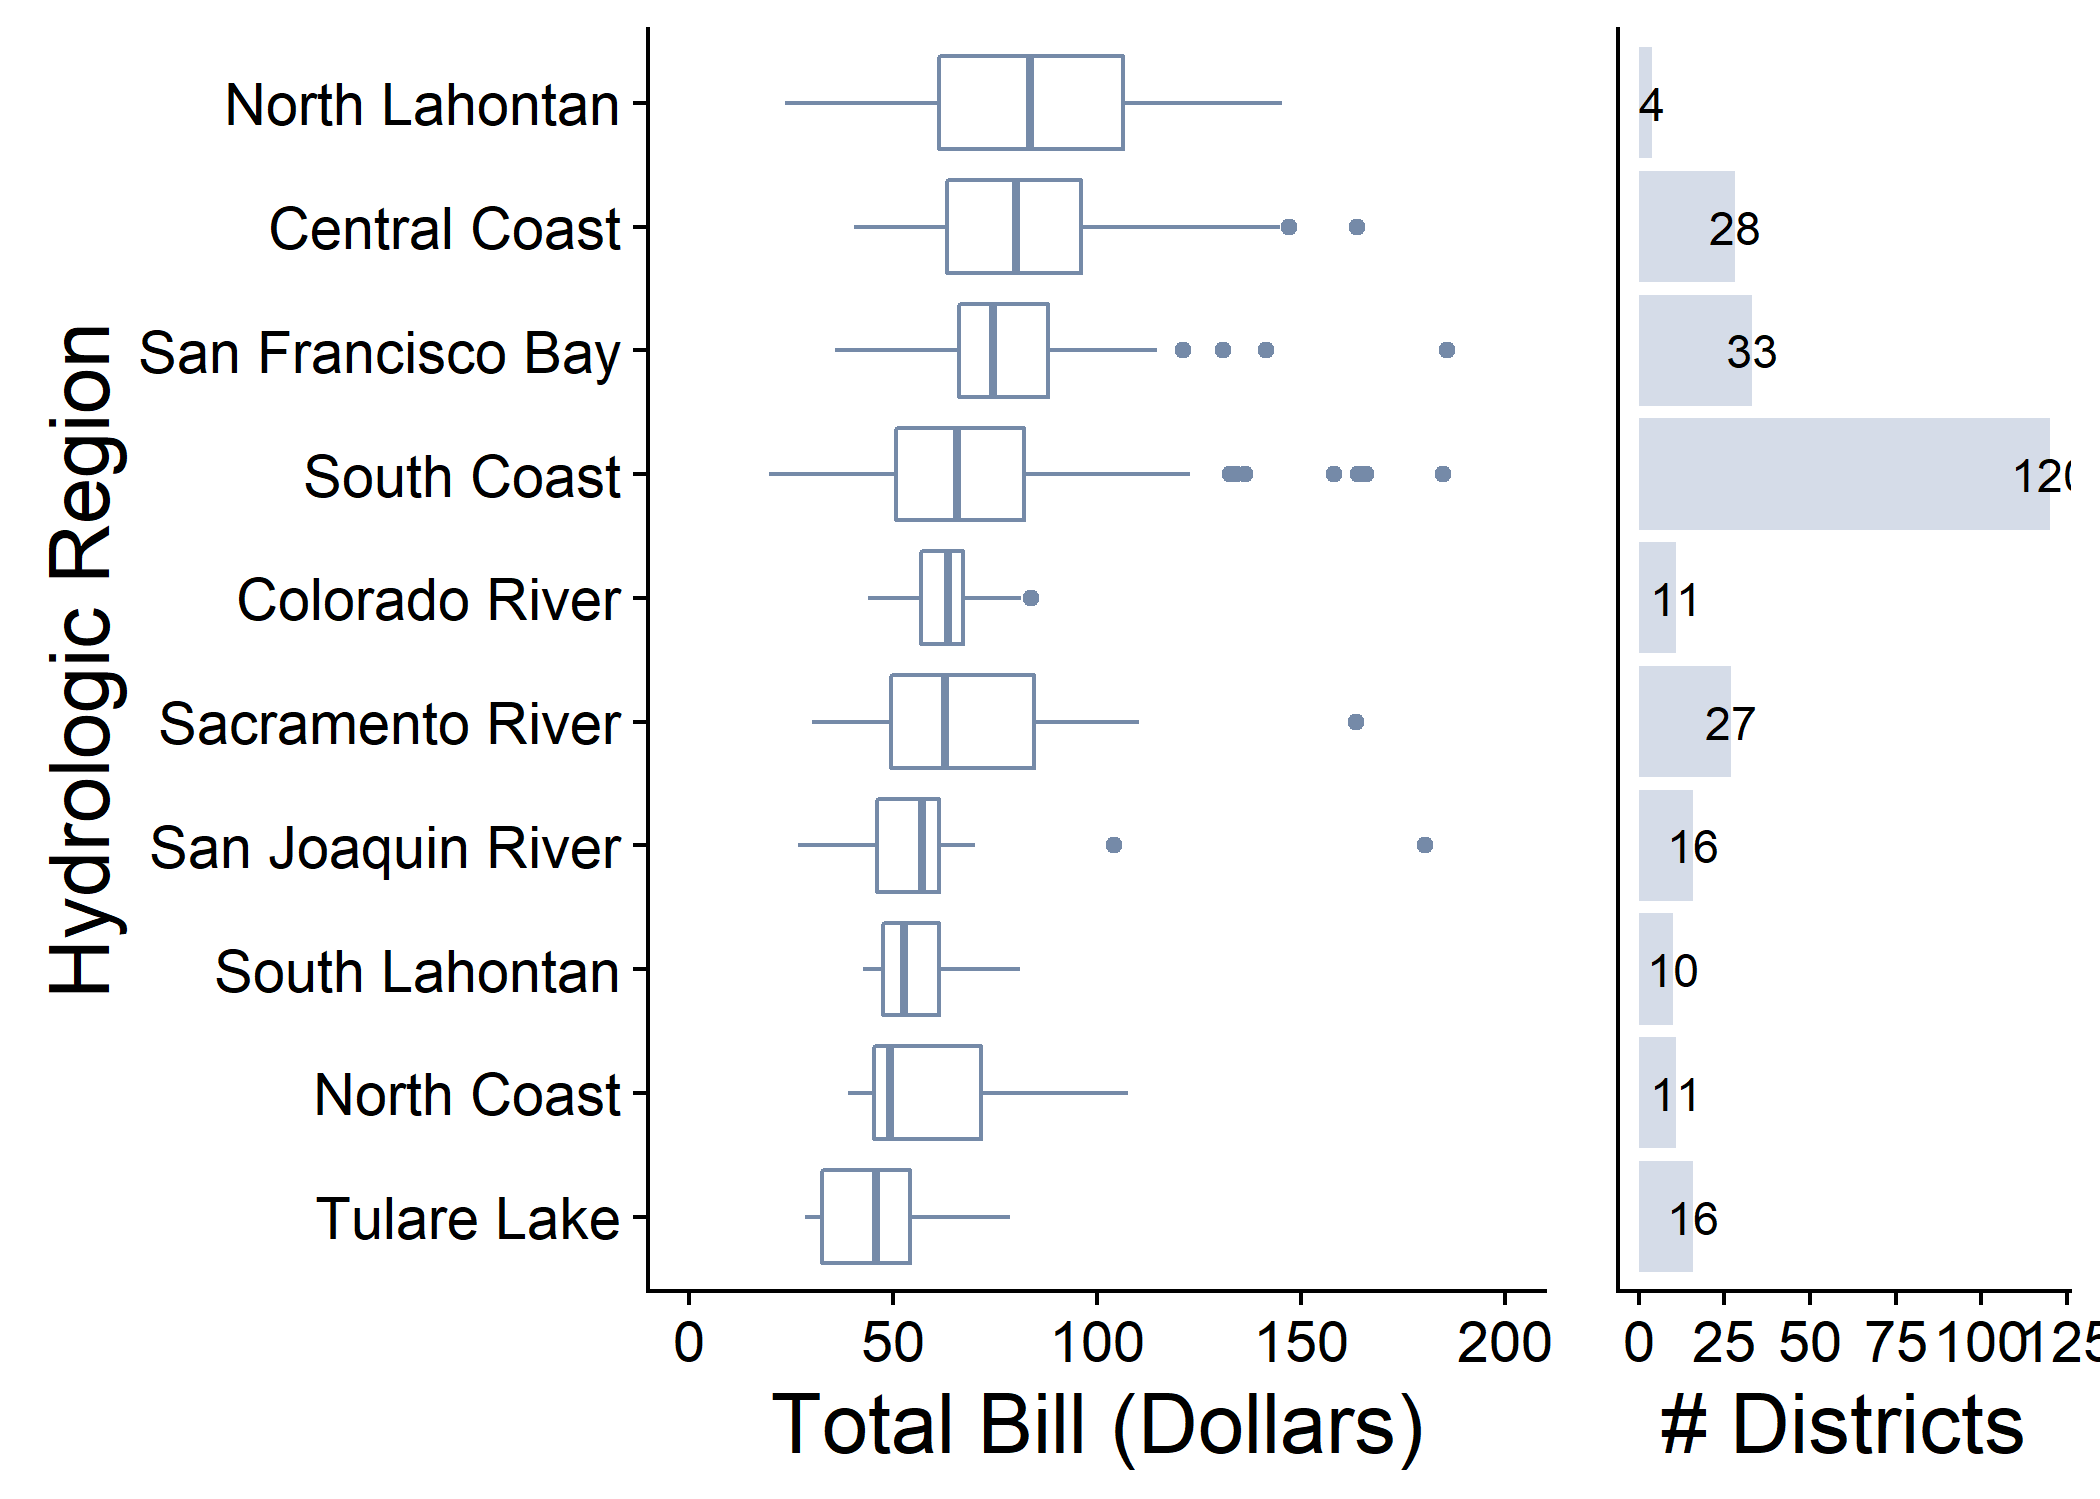 Hydrologic Region
North Lahontan 4
Central Coast 28
San Francisco Bay 33
South Coast 120
Colorado River 11
Sacramento River 27
San Joaquin River 16
South Lahontan 10
North Coast 11
Tulare Lake 16
0 50 100 150 200 0 25 50 75 100 125
Total Bill (Dollars) # Districts